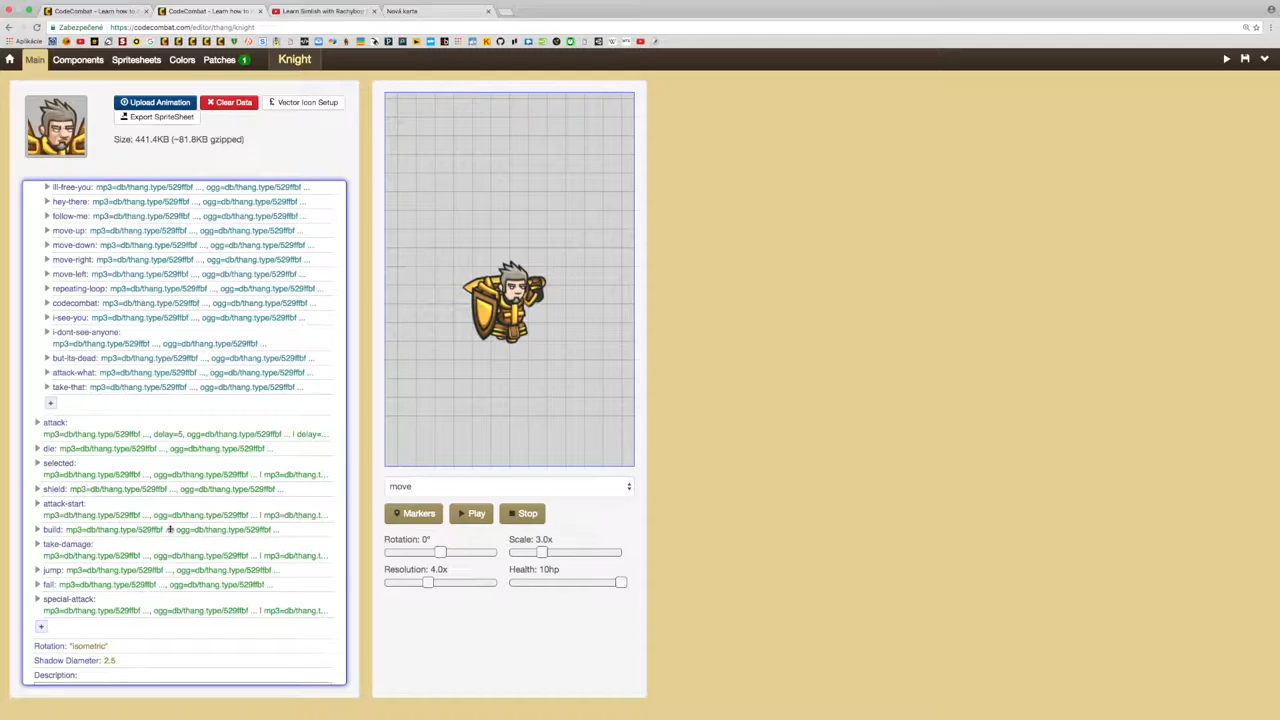 CodeCombat - Learn how to
CodeCombat - Learn how to
Learn Simlish with Rachybop
Nová karta
Zabezpečené
https://codecombat.com/editor/thang/knight
Aplikácie
Main
Components
Spritesheets
Colors
Patches 1
Knight
Upload Animation
Clear Data
Vector Icon Setup
Export SpriteSheet
Size: 441.4KB (~81.8KB gzipped)
ill-free-you: mp3=db/thang.type/529ffbf ..., ogg=db/thang.type/529ffbf ...
hey-there: mp3=db/thang.type/529ffbf ..., ogg=db/thang.type/529ffbf ...
follow-me: mp3=db/thang.type/529ffbf ..., ogg=db/thang.type/529ffbf ...
move-up: mp3=db/thang.type/529ffbf ..., ogg=db/thang.type/529ffbf ...
move-down: mp3=db/thang.type/529ffbf ..., ogg=db/thang.type/529ffbf ...
move-right: mp3=db/thang.type/529ffbf ..., ogg=db/thang.type/529ffbf ...
move-left: mp3=db/thang.type/529ffbf ..., ogg=db/thang.type/529ffbf ...
repeating-loop: mp3=db/thang.type/529ffbf ..., ogg=db/thang.type/529ffbf ...
codecombat: mp3=db/thang.type/529ffbf ..., ogg=db/thang.type/529ffbf ...
i-see-you: mp3=db/thang.type/529ffbf ..., ogg=db/thang.type/529ffbf ...
i-dont-see-anyone:
mp3=db/thang.type/529ffbf ..., ogg=db/thang.type/529ffbf ...
but-its-dead: mp3=db/thang.type/529ffbf ..., ogg=db/thang.type/529ffbf ...
attack-what: mp3=db/thang.type/529ffbf ..., ogg=db/thang.type/529ffbf ...
take-that: mp3=db/thang.type/529ffbf ..., ogg=db/thang.type/529ffbf ...
+
attack:
mp3=db/thang.type/529ffbf ..., delay=5, ogg=db/thang.type/529ffbf ... | delay=...
die: mp3=db/thang.type/529ffbf ..., ogg=db/thang.type/529ffbf ...
selected:
mp3=db/thang.type/529ffbf ..., ogg=db/thang.type/529ffbf ... | mp3=db/thang.t...
shield: mp3=db/thang.type/529ffbf ..., ogg=db/thang.type/529ffbf ...
attack-start:
mp3=db/thang.type/529ffbf ..., ogg=db/thang.type/529ffbf ... | mp3=db/thang.t...
build: mp3=db/thang.type/529ffbf ..., ogg=db/thang.type/529ffbf ...
take-damage:
mp3=db/thang.type/529ffbf ..., ogg=db/thang.type/529ffbf ... | mp3=db/thang.t...
jump: mp3=db/thang.type/529ffbf ..., ogg=db/thang.type/529ffbf ...
fall: mp3=db/thang.type/529ffbf ..., ogg=db/thang.type/529ffbf ...
special-attack:
mp3=db/thang.type/529ffbf ..., ogg=db/thang.type/529ffbf ... | mp3=db/thang.t...
+
Rotation: "isometric"
Shadow Diameter: 2.5
Description:
move
Markers
Play
Stop
Rotation: 0°
Scale: 3.0x
Resolution: 4.0x
Health: 10hp